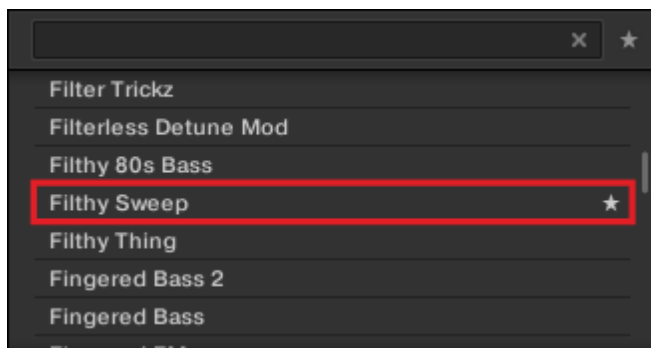 Filter Trickz
Filterless Detune Mod
Filthy 80s Bass
Filthy Sweep
Filthy Thing
Fingered Bass 2
Fingered Bass